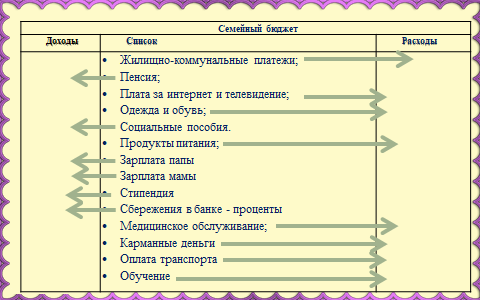 Семейный бюджет
Доходы Список Расходы
• Жилищно-коммунальные платежи;
• Пенсия;
• Плата за интернет и телевидение;
• Одежда и обувь;
• Социальные пособия.
• Продукты питания;
• Зарплата папы
• Зарплата мамы
• Стипендия
• Сбережения в банке - проценты
• Медицинское обслуживание;
• Карманные деньги
• Оплата транспорта
• Обучение